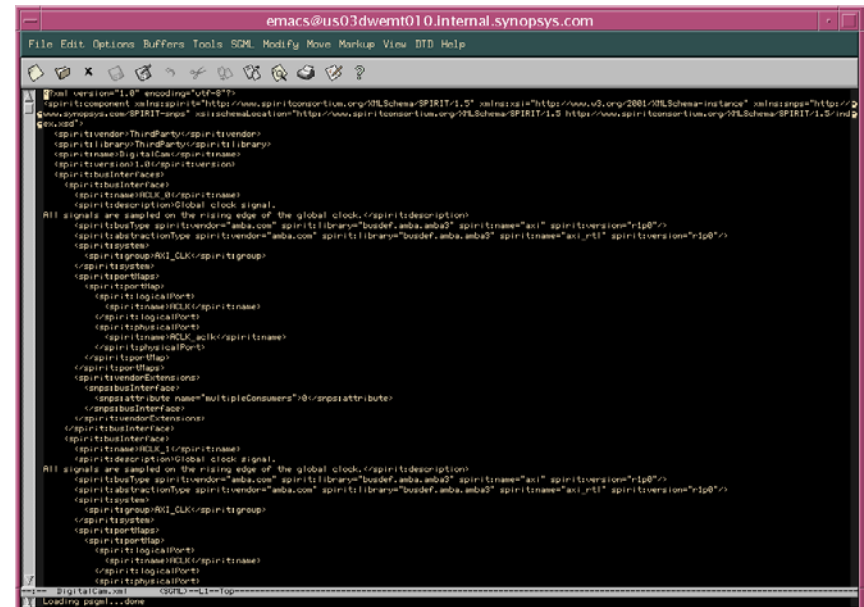 emacs@us03dwemt010.internal.synopsys.com
File Edit Options Buffers Tools SGML Modify Move Markup View DTD Help
<?xml version="1.0" encoding="utf-8"?>
<spirit:component xmlns:spirit="http://www.spiritconsortium.org/XMLSchema/SPIRIT/1.5" xmlns:xsi="http://www.w3.org/2001/XMLSchema-instance" xmlns:snps="http://
www.synopsys.com/SPIRIT-snps" xsi:schemaLocation="http://www.spiritconsortium.org/XMLSchema/SPIRIT/1.5 http://www.spiritconsortium.org/XMLSchema/SPIRIT/1.5/ind
ex.xsd">
<spirit:vendor>ThirdParty</spirit:vendor>
<spirit:library>ThirdParty</spirit:library>
<spirit:name>DigitalCam</spirit:name>
<spirit:version>1.0</spirit:version>
<spirit:busInterfaces>
<spirit:busInterface>
<spirit:name>ACLK_0</spirit:name>
<spirit:description>Global clock signal.
All signals are sampled on the rising edge of the global clock.</spirit:description>
<spirit:busType spirit:vendor="amba.com" spirit:library="busdef.amba.amba3" spirit:name="axi" spirit:version="r1p0"/>
<spirit:abstractionType spirit:vendor="amba.com" spirit:library="busdef.amba.amba3" spirit:name="axi_rtl" spirit:version="r1p0"/>
<spirit:system>
<spirit:group>AXI_CLK</spirit:group>
</spirit:system>
<spirit:portMaps>
<spirit:portMap>
<spirit:logicalPort>
<spirit:name>ACLK</spirit:name>
</spirit:logicalPort>
<spirit:physicalPort>
<spirit:name>ACLK_aclk</spirit:name>
</spirit:physicalPort>
</spirit:portMap>
</spirit:portMaps>
<spirit:vendorExtensions>
<snps:busInterface>
<snps:attribute name="multipleConsumers">0</snps:attribute>
</snps:busInterface>
</spirit:vendorExtensions>
</spirit:busInterface>
<spirit:busInterface>
<spirit:name>ACLK_1</spirit:name>
<spirit:description>Global clock signal.
All signals are sampled on the rising edge of the global clock.</spirit:description>
<spirit:busType spirit:vendor="amba.com" spirit:library="busdef.amba.amba3" spirit:name="axi" spirit:version="r1p0"/>
<spirit:abstractionType spirit:vendor="amba.com" spirit:library="busdef.amba.amba3" spirit:name="axi_rtl" spirit:version="r1p0"/>
<spirit:system>
<spirit:group>AXI_CLK</spirit:group>
</spirit:system>
<spirit:portMaps>
<spirit:portMap>
<spirit:logicalPort>
<spirit:name>ACLK</spirit:name>
</spirit:logicalPort>
<spirit:physicalPort>
--:-- DigitalCam.xml (SGML)--L1--Top--
Loading psgml...done